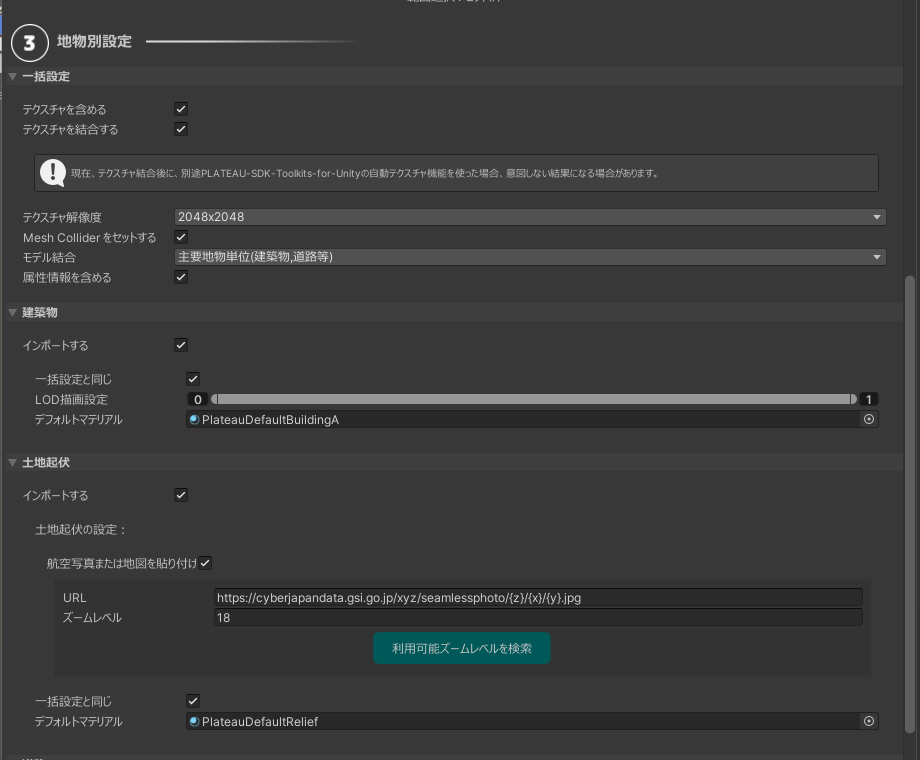 3 地物別設定
一括設定
テクスチャを含める
テクスチャを結合する
現在、テクスチャ結合後に、別途PLATEAU-SDK-Toolkits-for-Unityの自動テクスチャ機能を使った場合、意図しない結果になる場合があります。
テクスチャ解像度 2048x2048
Mesh Collider をセットする
モデル結合 主要地物単位(建築物,道路等)
属性情報を含める
建築物
インポートする
一括設定と同じ
LOD描画設定 0 1
デフォルトマテリアル PlateauDefaultBuildingA
土地起伏
インポートする
土地起伏の設定 :
航空写真または地図を貼り付け
URL https://cyberjapandata.gsi.go.jp/xyz/seamlessphoto/{z}/{x}/{y}.jpg
ズームレベル 18
利用可能ズームレベルを検索
一括設定と同じ
デフォルトマテリアル PlateauDefaultRelief